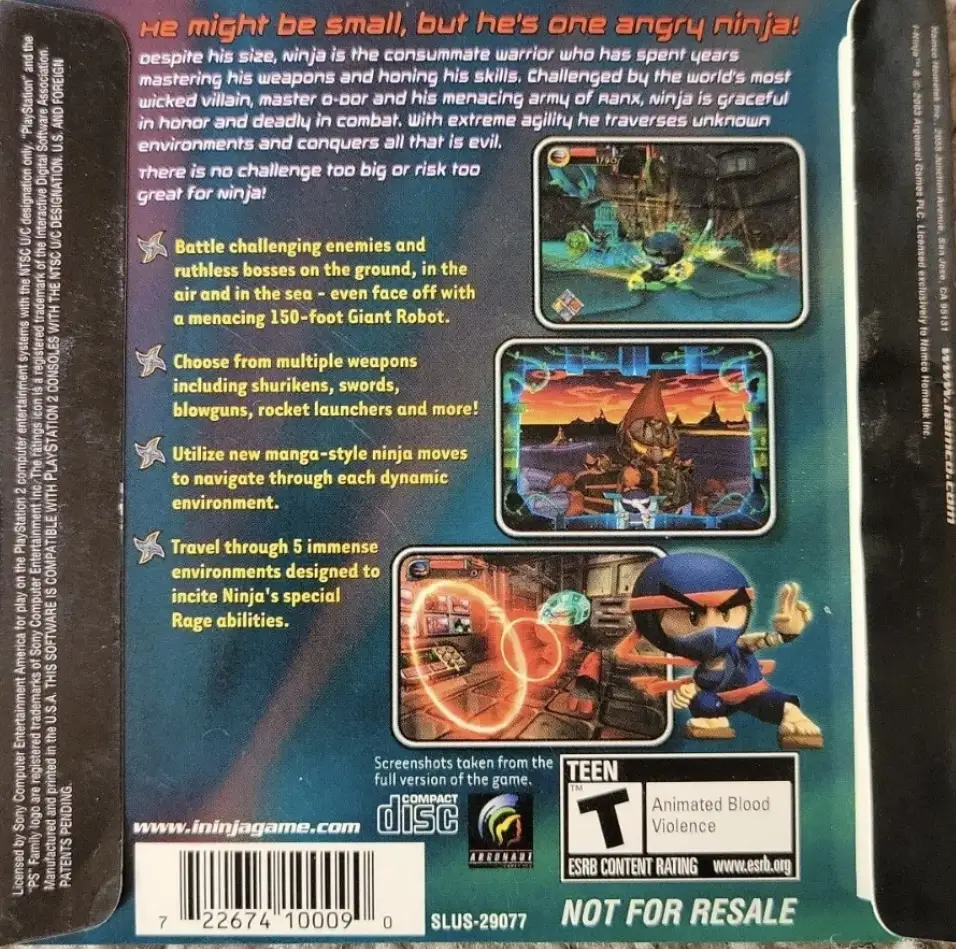 He might be small, but he's one angry ninja!
Despite his size, Ninja is the consummate warrior who has spent years
mastering his weapons and honing his skills. Challenged by the world's most
wicked villain, master O-Dor and his menacing army of Ranx, Ninja is graceful
in honor and deadly in combat. With extreme agility he traverses unknown
environments and conquers all that is evil.
There is no challenge too big or risk too
great for Ninja!
Battle challenging enemies and
ruthless bosses on the ground, in the
air and in the sea - even face off with
a menacing 150-foot Giant Robot.
Choose from multiple weapons
including shurikens, swords,
blowguns, rocket launchers and more!
Utilize new manga-style ninja moves
to navigate through each dynamic
environment.
Travel through 5 immense
environments designed to
incite Ninja's special
Rage abilities.
Screenshots taken from the
full version of the game.
www.ininjagame.com
COMPACT
disc
ARGONAUT
TEEN
T
TM
Animated Blood
Violence
ESRB CONTENT RATING www.esrb.org
7 22674 10009 0
SLUS-29077
NOT FOR RESALE
Licensed by Sony Computer Entertainment America for play on the PlayStation 2 computer entertainment systems with the NTSC U/C designation only. "PlayStation" and the
"PS" Family logo are registered trademarks of Sony Computer Entertainment Inc. The ratings icon is a registered trademark of the Interactive Digital Software Association.
Manufactured and printed in the U.S.A. THIS SOFTWARE IS COMPATIBLE WITH PLAYSTATION 2 CONSOLES WITH THE NTSC U/C DESIGNATION. U.S. AND FOREIGN
PATENTS PENDING.
Namco Hometek Inc., 2055 Junction Avenue, San Jose, CA 95131 www.namco.com
I-Ninja™ & © 2003 Argonaut Games PLC. Licensed exclusively to Namco Hometek Inc.